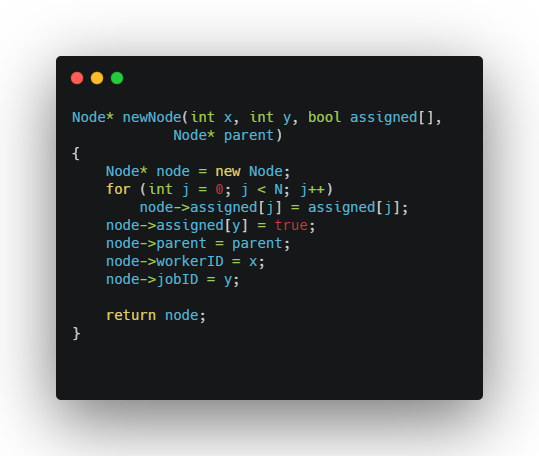 Node* newNode(int x, int y, bool assigned[],
            Node* parent)
{
    Node* node = new Node;
    for (int j = 0; j < N; j++)
        node->assigned[j] = assigned[j];
    node->assigned[y] = true;
    node->parent = parent;
    node->workerID = x;
    node->jobID = y;

    return node;
}